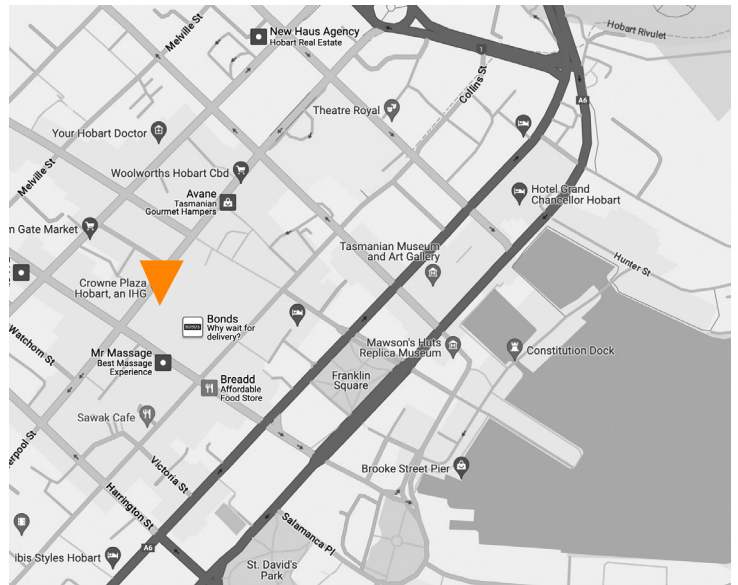 Melville St
New Haus Agency
Hobart Real Estate
1
Hobart Rivulet
Collins St
A6
Theatre Royal
Your Hobart Doctor
Woolworths Hobart Cbd
Melville St
Avane
Tasmanian
Gourmet Hampers
Hotel Grand
Chancellor Hobart
m Gate Market
Tasmanian Museum
and Art Gallery
Hunter St
Crowne Plaza
Hobart, an IHG
Bonds
Why wait for
delivery?
Watchorn St
Mr Massage
Best Massage
Experience
Mawson's Huts
Replica Museum
Constitution Dock
Franklin
Square
Breadd
Affordable
Food Store
Sawak Cafe
erpool St
Victoria St
Brooke Street Pier
Harrington St
Salamanca Pl
A6
ibis Styles Hobart
St. David's
Park